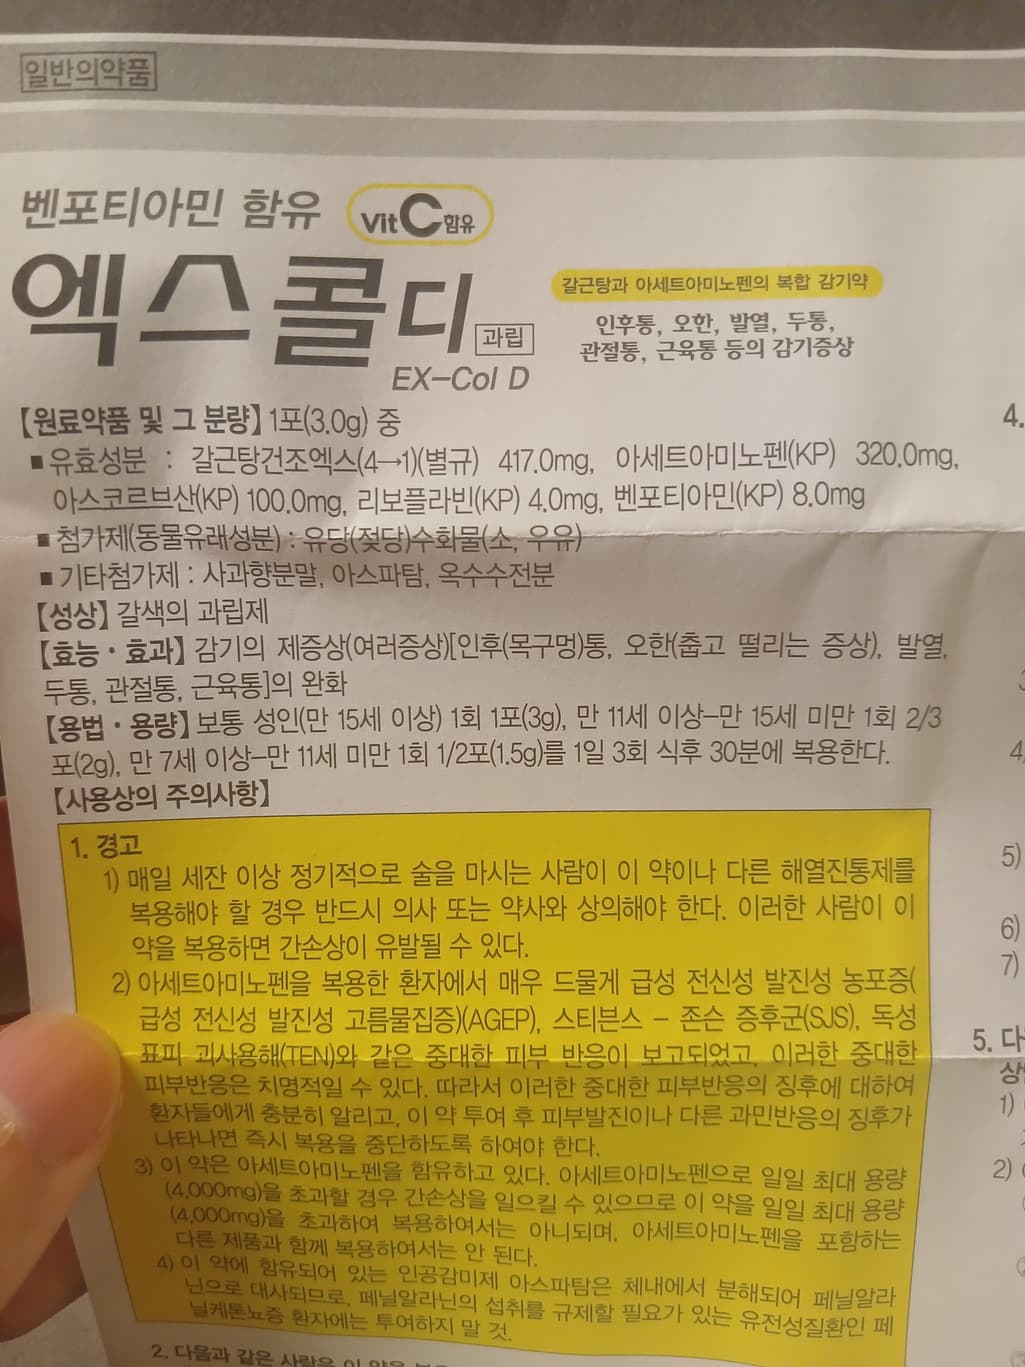 일반의약품
벤포티아민 함유 Vit C 함유
엑스콜디 과립
EX-Col D
갈근탕과 아세트아미노펜의 복합 감기약
인후통, 오한, 발열, 두통,
관절통, 근육통 등의 감기증상
【원료약품 및 그 분량】 1포(3.0g) 중
■ 유효성분 : 갈근탕건조엑스(4→1)(별규) 417.0mg, 아세트아미노펜(KP) 320.0mg,
아스코르브산(KP) 100.0mg, 리보플라빈(KP) 4.0mg, 벤포티아민(KP) 8.0mg
■ 첨가제(동물유래성분) : 유당(젖당)수화물(소, 우유)
■ 기타첨가제 : 사과향분말, 아스파탐, 옥수수전분
【성상】 갈색의 과립제
【효능 · 효과】 감기의 제증상(여러증상)[인후(목구멍)통, 오한(춥고 떨리는 증상), 발열,
두통, 관절통, 근육통]의 완화
【용법 · 용량】 보통 성인(만 15세 이상) 1회 1포(3g), 만 11세 이상-만 15세 미만 1회 2/3
포(2g), 만 7세 이상-만 11세 미만 1회 1/2포(1.5g)를 1일 3회 식후 30분에 복용한다.
【사용상의 주의사항】
1. 경고
1) 매일 세잔 이상 정기적으로 술을 마시는 사람이 이 약이나 다른 해열진통제를
복용해야 할 경우 반드시 의사 또는 약사와 상의해야 한다. 이러한 사람이 이
약을 복용하면 간손상이 유발될 수 있다.
2) 아세트아미노펜을 복용한 환자에서 매우 드물게 급성 전신성 발진성 농포증(
급성 전신성 발진성 고름물집증)(AGEP), 스티븐스 - 존슨 증후군(SJS), 독성
표피 괴사용해(TEN)와 같은 중대한 피부 반응이 보고되었고, 이러한 중대한
피부반응은 치명적일 수 있다. 따라서 이러한 중대한 피부반응의 징후에 대하여
환자들에게 충분히 알리고, 이 약 투여 후 피부발진이나 다른 과민반응의 징후가
나타나면 즉시 복용을 중단하도록 하여야 한다.
3) 이 약은 아세트아미노펜을 함유하고 있다. 아세트아미노펜으로 일일 최대 용량
(4,000mg)을 초과할 경우 간손상을 일으킬 수 있으므로 이 약을 일일 최대 용량
(4,000mg)을 초과하여 복용하여서는 아니되며, 아세트아미노펜을 포함하는
다른 제품과 함께 복용하여서는 안 된다.
4) 이 약에 함유되어 있는 인공감미제 아스파탐은 체내에서 분해되어 페닐알라
닌으로 대사되므로, 페닐알라닌의 섭취를 규제할 필요가 있는 유전성질환인 페
닐케톤뇨증 환자에는 투여하지 말 것.
2. 다음과 같은 사람은 이 약을
4.
5)
6)
7)
5. 다
상
1)
2)